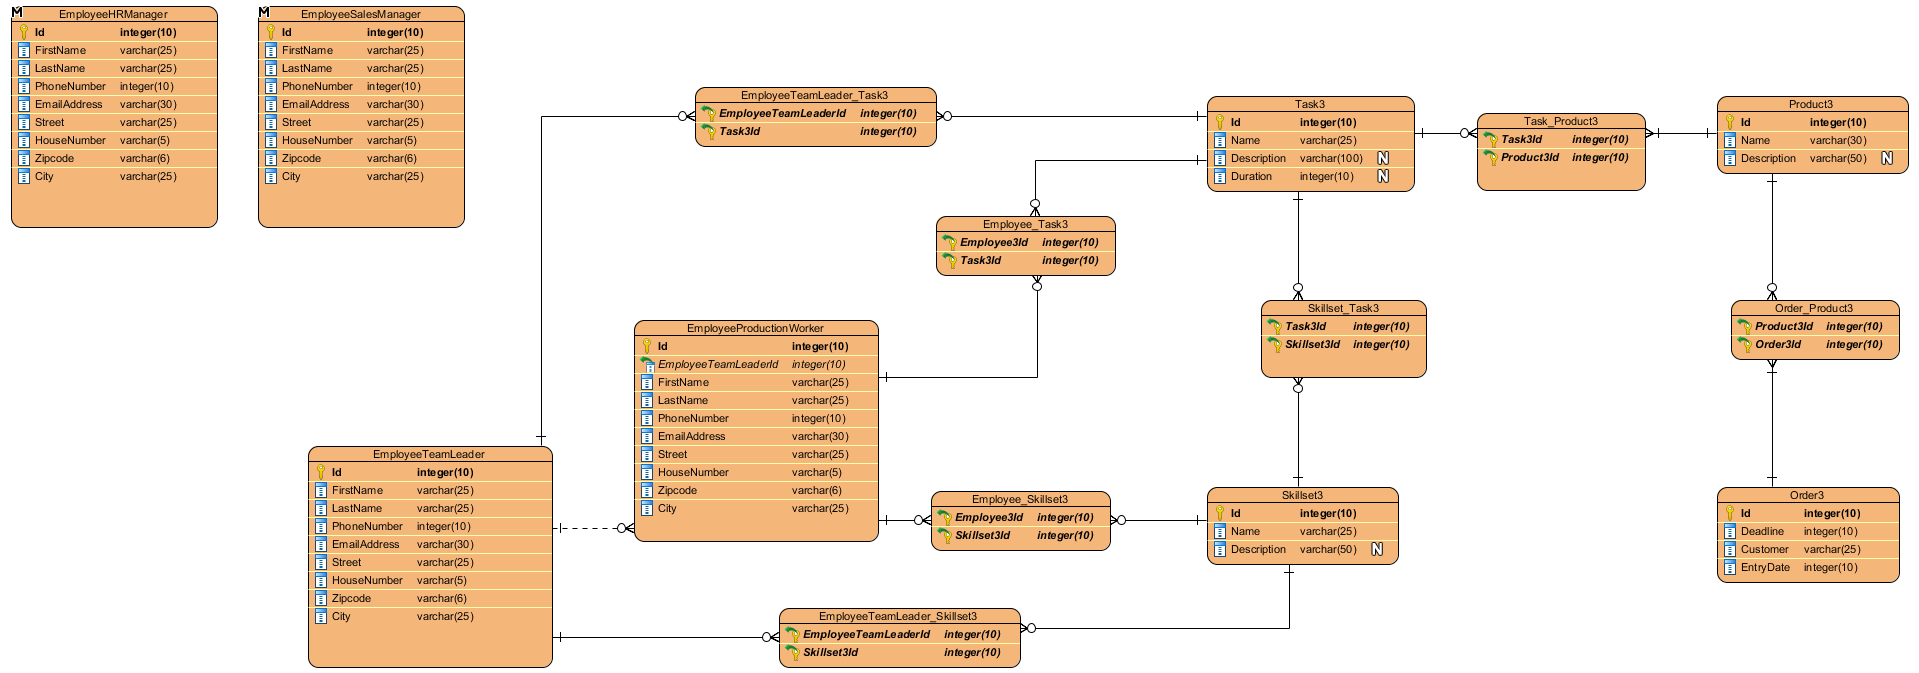 EmployeeHRManager
Id integer(10)
FirstName varchar(25)
LastName varchar(25)
PhoneNumber integer(10)
EmailAddress varchar(30)
Street varchar(25)
HouseNumber varchar(5)
Zipcode varchar(6)
City varchar(25)
EmployeeSalesManager
Id integer(10)
FirstName varchar(25)
LastName varchar(25)
PhoneNumber integer(10)
EmailAddress varchar(30)
Street varchar(25)
HouseNumber varchar(5)
Zipcode varchar(6)
City varchar(25)
EmployeeTeamLeader_Task3
EmployeeTeamLeaderId integer(10)
Task3Id integer(10)
Task3
Id integer(10)
Name varchar(25)
Description varchar(100) N
Duration integer(10) N
Task_Product3
Task3Id integer(10)
Product3Id integer(10)
Product3
Id integer(10)
Name varchar(30)
Description varchar(50) N
Employee_Task3
Employee3Id integer(10)
Task3Id integer(10)
Skillset_Task3
Task3Id integer(10)
Skillset3Id integer(10)
Order_Product3
Product3Id integer(10)
Order3Id integer(10)
EmployeeProductionWorker
Id integer(10)
EmployeeTeamLeaderId integer(10)
FirstName varchar(25)
LastName varchar(25)
PhoneNumber integer(10)
EmailAddress varchar(30)
Street varchar(25)
HouseNumber varchar(5)
Zipcode varchar(6)
City varchar(25)
EmployeeTeamLeader
Id integer(10)
FirstName varchar(25)
LastName varchar(25)
PhoneNumber integer(10)
EmailAddress varchar(30)
Street varchar(25)
HouseNumber varchar(5)
Zipcode varchar(6)
City varchar(25)
Employee_Skillset3
Employee3Id integer(10)
Skillset3Id integer(10)
Skillset3
Id integer(10)
Name varchar(25)
Description varchar(50) N
Order3
Id integer(10)
Deadline integer(10)
Customer varchar(25)
EntryDate integer(10)
EmployeeTeamLeader_Skillset3
EmployeeTeamLeaderId integer(10)
Skillset3Id integer(10)